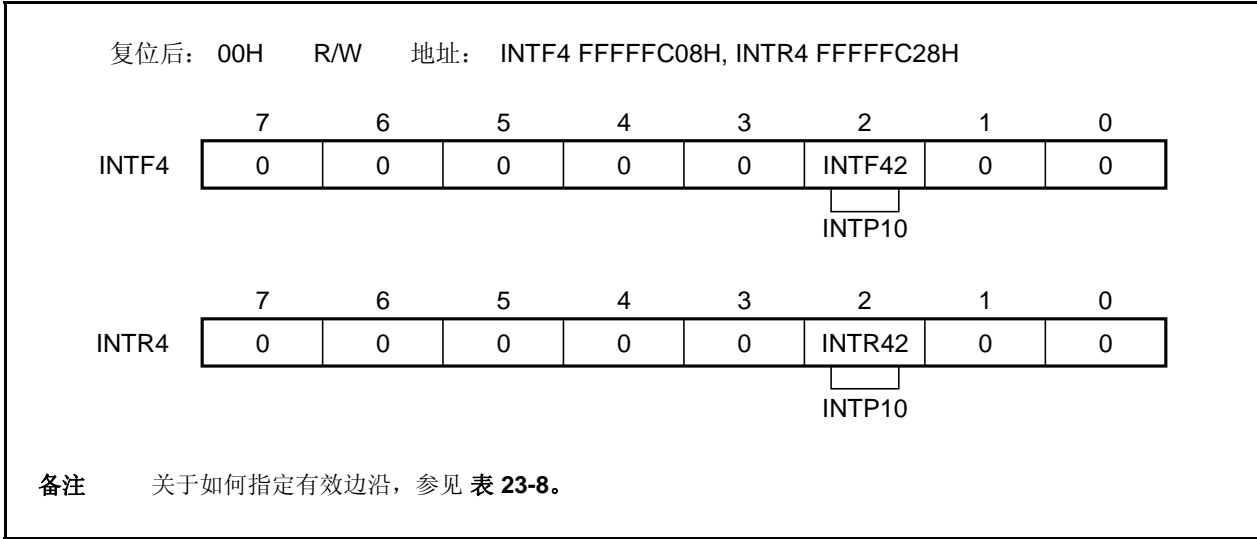 复位后： 00H R/W 地址： INTF4 FFFFFC08H, INTR4 FFFFFC28H
7 6 5 4 3 2 1 0
INTF4 0 0 0 0 0 INTF42 0 0
INTP10
7 6 5 4 3 2 1 0
INTR4 0 0 0 0 0 INTR42 0 0
INTP10
备注 关于如何指定有效边沿，参见 表 23-8。